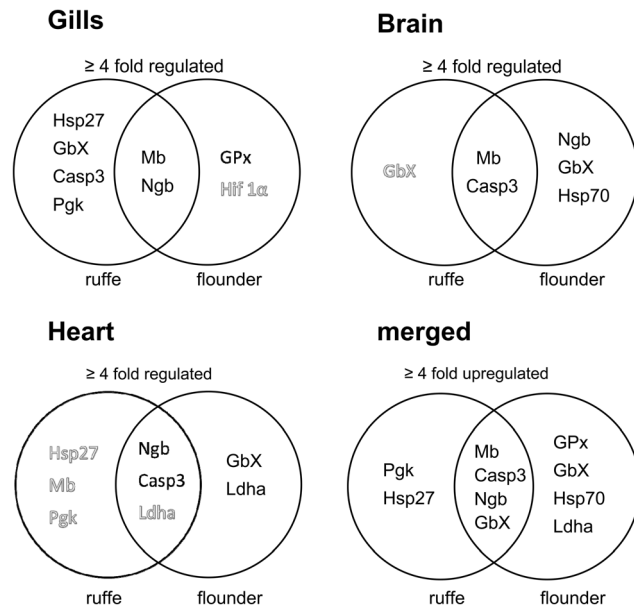 Gills
≥ 4 fold regulated
Hsp27
GbX
Casp3
Pgk
Mb
Ngb
GPx
Hif 1α
ruffe
flounder
Brain
≥ 4 fold regulated
GbX
Mb
Casp3
Ngb
GbX
Hsp70
ruffe
flounder
Heart
≥ 4 fold regulated
Hsp27
Mb
Pgk
Ngb
Casp3
Ldha
GbX
Ldha
ruffe
flounder
merged
≥ 4 fold upregulated
Pgk
Hsp27
Mb
Casp3
Ngb
GbX
GPx
GbX
Hsp70
Ldha
ruffe
flounder